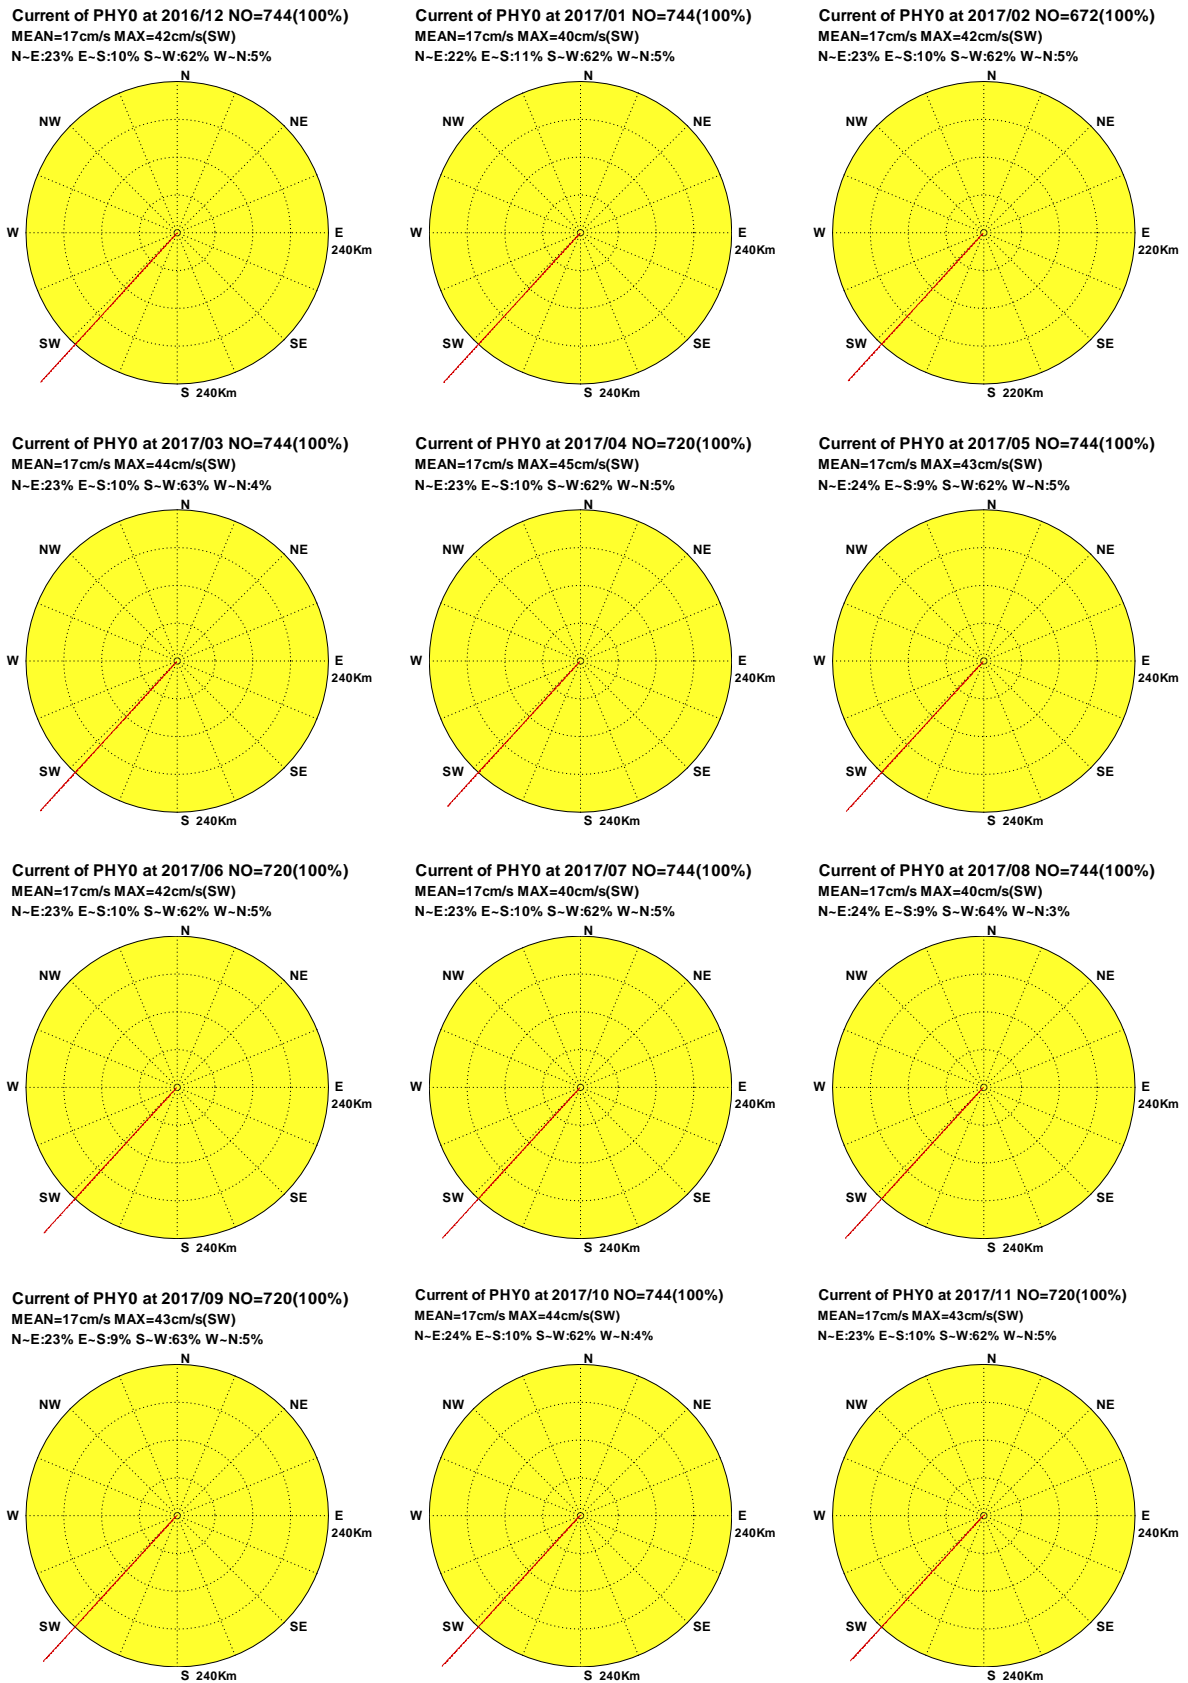 Current of PHY0 at 2016/12 NO=744(100%)
MEAN=17cm/s MAX=42cm/s(SW)
N~E:23% E~S:10% S~W:62% W~N:5%
N
NW
NE
W
E
240Km
SW
SE
S 240Km
Current of PHY0 at 2017/01 NO=744(100%)
MEAN=17cm/s MAX=40cm/s(SW)
N~E:22% E~S:11% S~W:62% W~N:5%
N
NW
NE
W
E
240Km
SW
SE
S 240Km
Current of PHY0 at 2017/02 NO=672(100%)
MEAN=17cm/s MAX=42cm/s(SW)
N~E:23% E~S:10% S~W:62% W~N:5%
N
NW
NE
W
E
220Km
SW
SE
S 220Km
Current of PHY0 at 2017/03 NO=744(100%)
MEAN=17cm/s MAX=44cm/s(SW)
N~E:23% E~S:10% S~W:63% W~N:4%
N
NW
NE
W
E
240Km
SW
SE
S 240Km
Current of PHY0 at 2017/04 NO=720(100%)
MEAN=17cm/s MAX=45cm/s(SW)
N~E:23% E~S:10% S~W:62% W~N:5%
N
NW
NE
W
E
240Km
SW
SE
S 240Km
Current of PHY0 at 2017/05 NO=744(100%)
MEAN=17cm/s MAX=43cm/s(SW)
N~E:24% E~S:9% S~W:62% W~N:5%
N
NW
NE
W
E
240Km
SW
SE
S 240Km
Current of PHY0 at 2017/06 NO=720(100%)
MEAN=17cm/s MAX=42cm/s(SW)
N~E:23% E~S:10% S~W:62% W~N:5%
N
NW
NE
W
E
240Km
SW
SE
S 240Km
Current of PHY0 at 2017/07 NO=744(100%)
MEAN=17cm/s MAX=40cm/s(SW)
N~E:23% E~S:10% S~W:62% W~N:5%
N
NW
NE
W
E
240Km
SW
SE
S 240Km
Current of PHY0 at 2017/08 NO=744(100%)
MEAN=17cm/s MAX=40cm/s(SW)
N~E:24% E~S:9% S~W:64% W~N:3%
N
NW
NE
W
E
240Km
SW
SE
S 240Km
Current of PHY0 at 2017/09 NO=720(100%)
MEAN=17cm/s MAX=43cm/s(SW)
N~E:23% E~S:9% S~W:63% W~N:5%
N
NW
NE
W
E
240Km
SW
SE
S 240Km
Current of PHY0 at 2017/10 NO=744(100%)
MEAN=17cm/s MAX=44cm/s(SW)
N~E:24% E~S:10% S~W:62% W~N:4%
N
NW
NE
W
E
240Km
SW
SE
S 240Km
Current of PHY0 at 2017/11 NO=720(100%)
MEAN=17cm/s MAX=43cm/s(SW)
N~E:23% E~S:10% S~W:62% W~N:5%
N
NW
NE
W
E
240Km
SW
SE
S 240Km